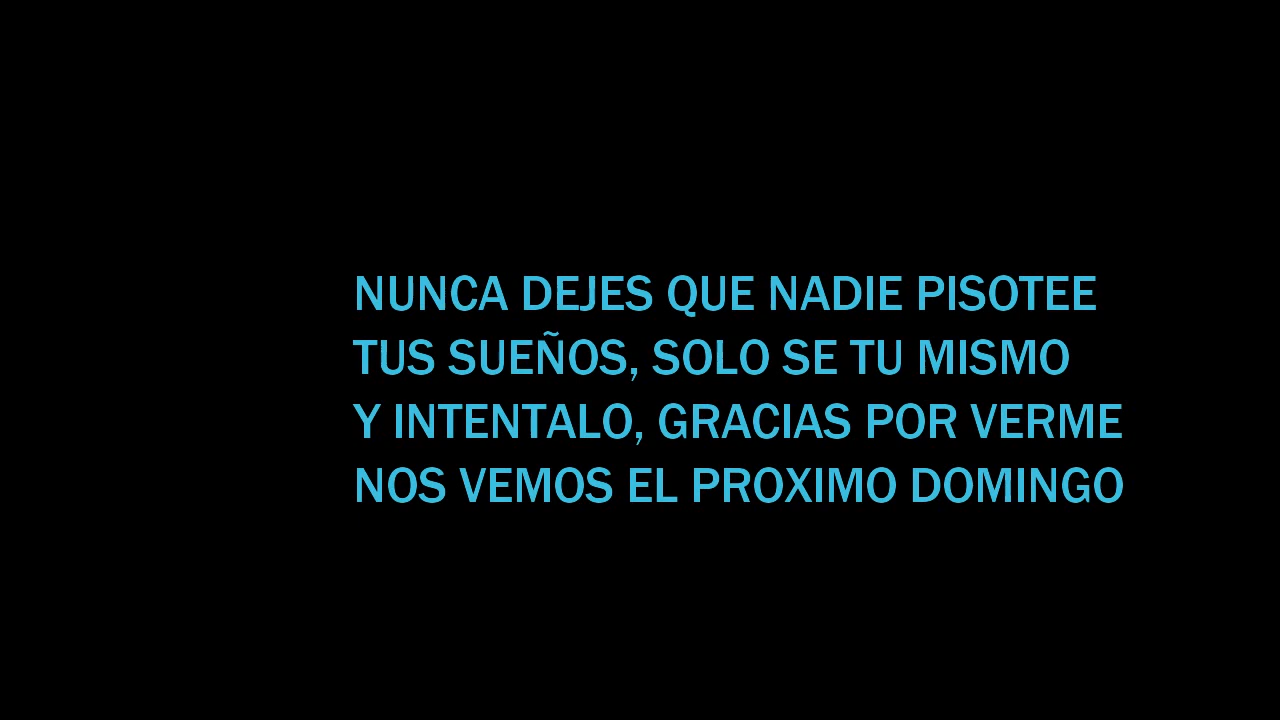 NUNCA DEJES QUE NADIE PISOTEE
TUS SUEÑOS, SOLO SE TU MISMO
Y INTENTALO, GRACIAS POR VERME
NOS VEMOS EL PROXIMO DOMINGO